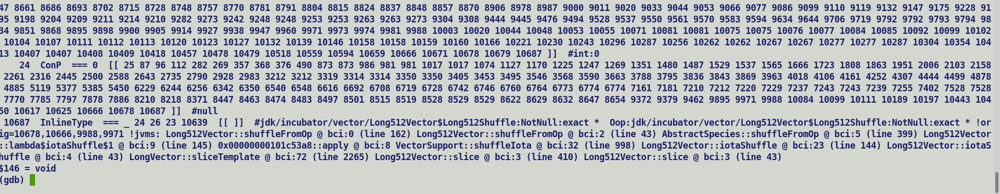 47 8661 8686 8693 8702 8715 8728 8748 8757 8770 8781 8791 8804 8815 8824 8837 8848 8857 8870 8906 8978 8987 9000 9011 9020 9033 9044 9053 9066 9077 9086 9099 9110 9119 9132 9147 9175 9228 91
95 9198 9204 9209 9211 9214 9210 9282 9273 9242 9248 9248 9253 9253 9263 9263 9273 9304 9308 9444 9445 9476 9494 9528 9537 9550 9561 9570 9583 9594 9634 9644 9706 9719 9792 9792 9793 9794 98
34 9851 9868 9895 9898 9900 9905 9914 9927 9938 9947 9960 9971 9973 9974 9981 9988 10003 10020 10044 10048 10053 10055 10071 10081 10081 10075 10075 10076 10077 10084 10085 10092 10099 10102
10104 10107 10111 10112 10113 10120 10123 10127 10132 10139 10146 10158 10158 10159 10160 10166 10221 10230 10243 10296 10287 10256 10262 10262 10267 10267 10277 10277 10287 10304 10354 104
13 10407 10407 10408 10409 10418 10457 10478 10479 10518 10559 10594 10659 10666 10671 10678 10679 10687 ]]  #int:0
24  ConP  === 0  [[ 25 87 96 112 282 269 357 368 376 490 873 873 986 981 981 1017 1017 1074 1127 1170 1225 1247 1269 1351 1480 1487 1529 1537 1565 1666 1723 1808 1863 1951 2006 2103 2158
2261 2316 2445 2500 2588 2643 2735 2790 2928 2983 3212 3212 3319 3314 3314 3350 3350 3405 3453 3495 3546 3568 3590 3663 3788 3795 3836 3843 3869 3963 4018 4106 4161 4252 4307 4444 4499 4878
4885 5119 5377 5385 5450 6229 6244 6256 6342 6350 6540 6548 6616 6692 6708 6719 6728 6742 6746 6760 6764 6773 6774 6774 7161 7181 7210 7212 7220 7229 7237 7243 7243 7239 7255 7402 7528 7528
7770 7785 7797 7878 7886 8210 8218 8371 8447 8463 8474 8483 8497 8501 8515 8519 8528 8529 8529 8622 8629 8632 8647 8654 9372 9379 9462 9895 9971 9988 10084 10099 10111 10189 10197 10443 104
50 10617 10625 10666 10678 10687 ]]  #null
10687  InlineType  === _ 24 26 23 10639  [[ ]]  #jdk/incubator/vector/Long512Vector$Long512Shuffle:NotNull:exact *  Oop:jdk/incubator/vector/Long512Vector$Long512Shuffle:NotNull:exact * !or
ig=10678,10666,9988,9971 !jvms: Long512Vector::shuffleFromOp @ bci:0 (line 162) Long512Vector::shuffleFromOp @ bci:2 (line 43) AbstractSpecies::shuffleFromOp @ bci:5 (line 399) Long512Vector
::lambda$iotaShuffle$1 @ bci:9 (line 145) 0x00000000101c53a8::apply @ bci:8 VectorSupport::shuffleIota @ bci:32 (line 998) Long512Vector::iotaShuffle @ bci:23 (line 144) Long512Vector::iotaS
huffle @ bci:4 (line 43) LongVector::sliceTemplate @ bci:72 (line 2265) Long512Vector::slice @ bci:3 (line 410) Long512Vector::slice @ bci:3 (line 43)
$146 = void
(gdb)